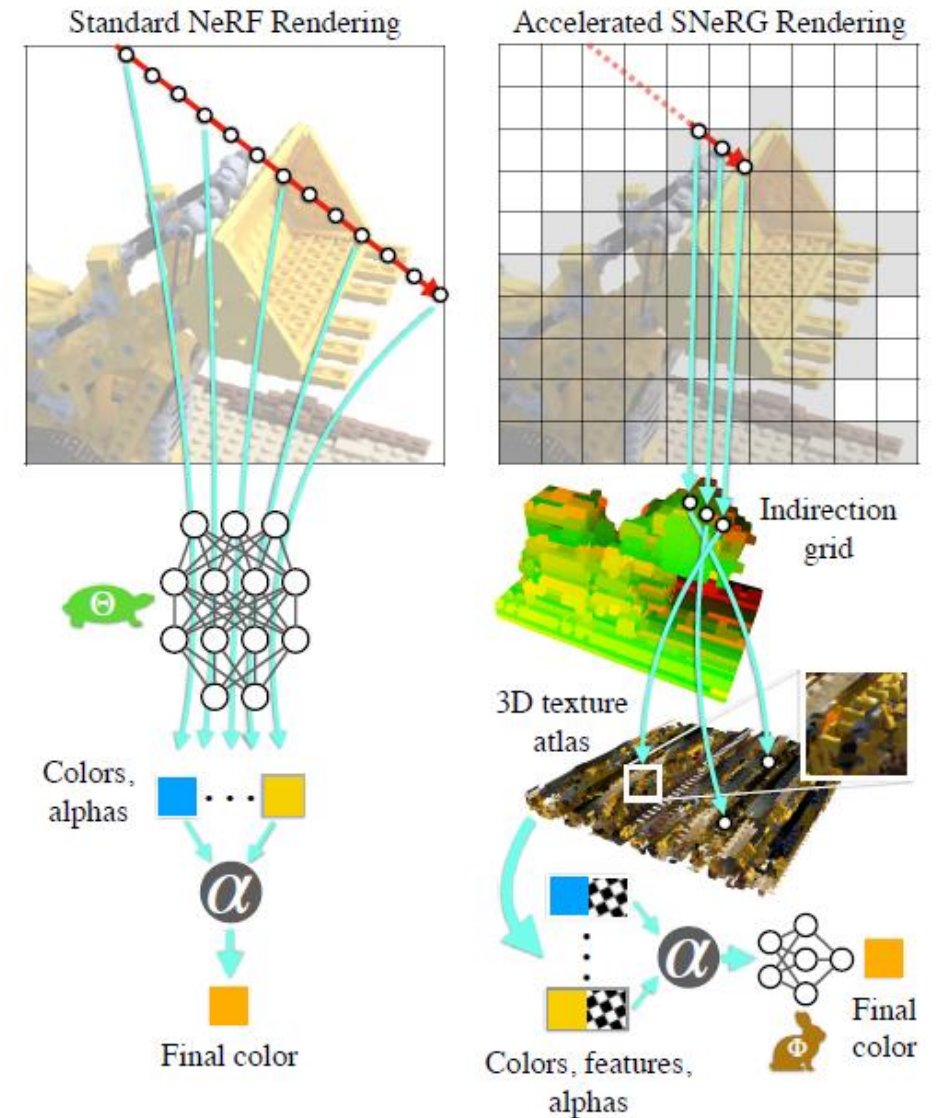 Standard NeRF Rendering
Θ
Colors,
alphas
α
Final color
Accelerated SNeRG Rendering
Indirection
grid
3D texture
atlas
α
Φ
Final
color
Colors, features,
alphas